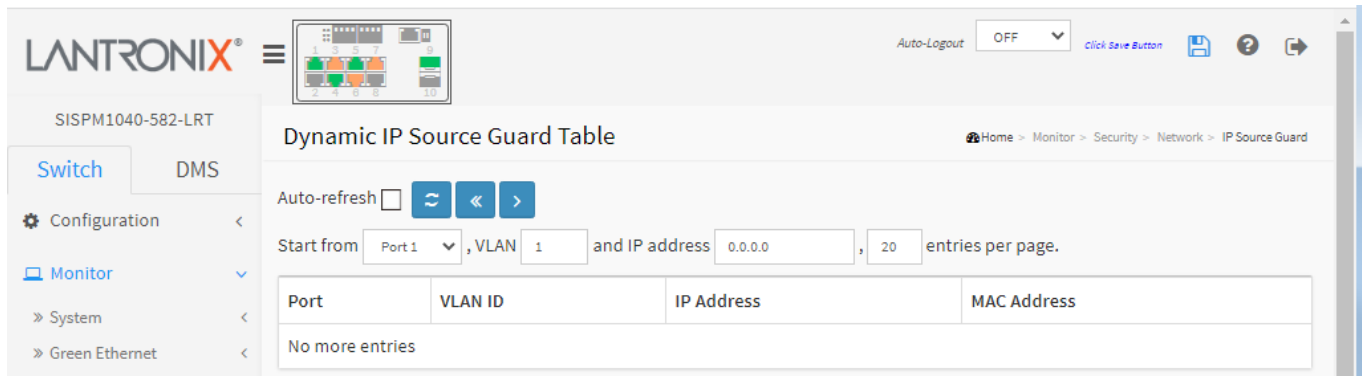 LANTRONIX®
1 3 5 7 9
2 4 6 8 10
Auto-Logout OFF Click Save Button
SISPM1040-582-LRT
Switch DMS
Configuration
Monitor
» System
» Green Ethernet
Dynamic IP Source Guard Table
Home > Monitor > Security > Network > IP Source Guard
Auto-refresh
Start from Port 1 , VLAN 1 and IP address 0.0.0.0 , 20 entries per page.
Port VLAN ID IP Address MAC Address
No more entries